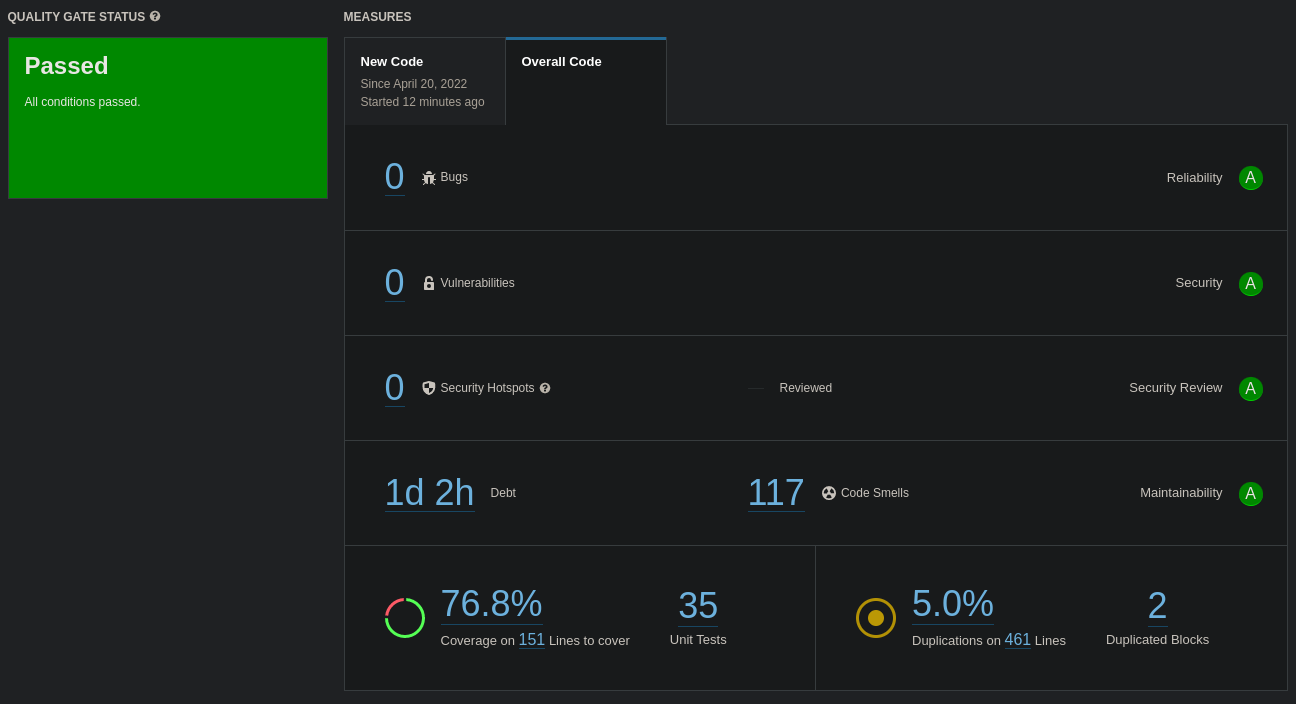 QUALITY GATE STATUS
MEASURES
Passed
All conditions passed.
New Code
Since April 20, 2022
Started 12 minutes ago
Overall Code
0 Bugs Reliability A
0 Vulnerabilities Security A
0 Security Hotspots Reviewed Security Review A
1d 2h Debt 117 Code Smells Maintainability A
76.8% 35 5.0% 2
Coverage on 151 Lines to cover Unit Tests Duplications on 461 Lines Duplicated Blocks